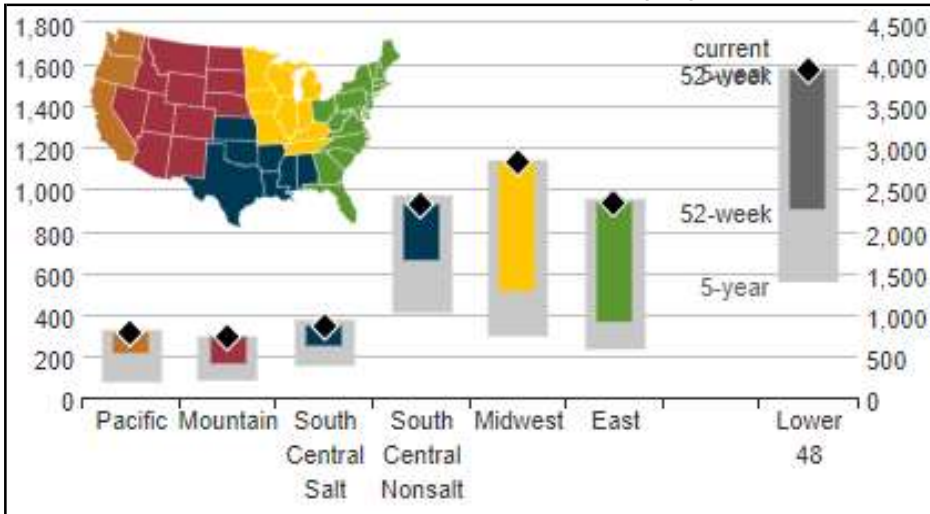 1,800
1,600
1,400
1,200
1,000
800
600
400
200
0
4,500
4,000
3,500
3,000
2,500
2,000
1,500
1,000
500
0
current
52-week
5-year
52-week
5-year
Pacific
Mountain
South
Central
Salt
South
Central
Nonsalt
Midwest
East
Lower
48